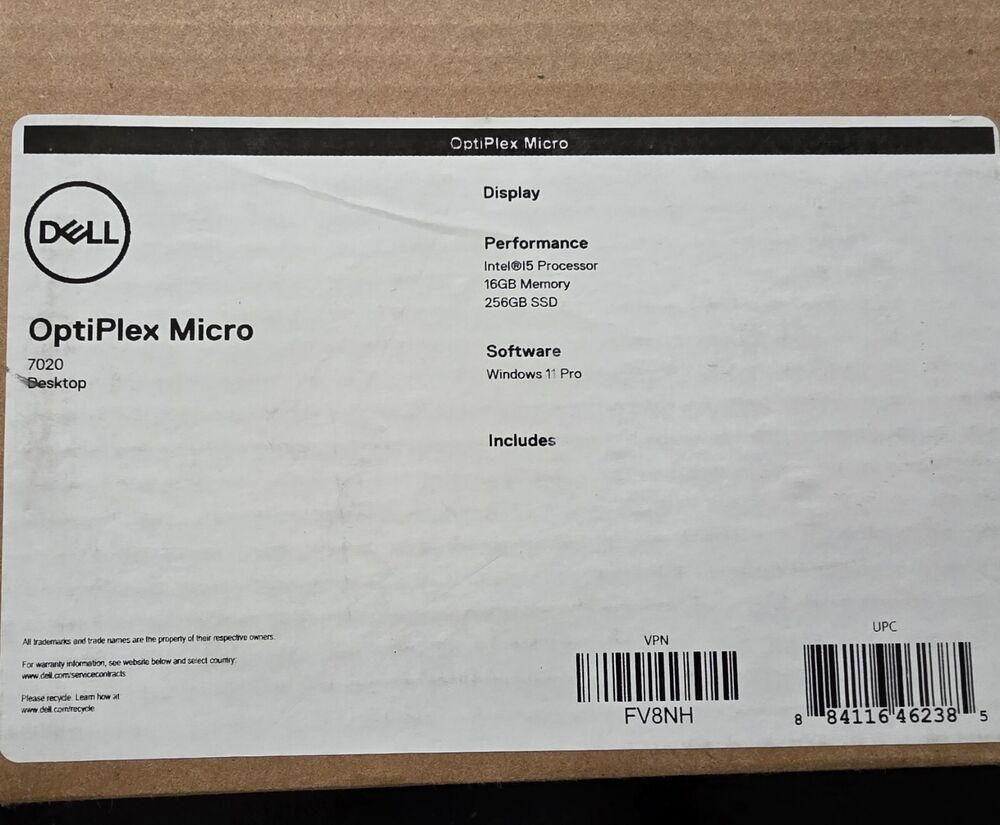 OptiPlex Micro
DELL
OptiPlex Micro
7020
Desktop
Display
Performance
Intel®I5 Processor
16GB Memory
256GB SSD
Software
Windows 11 Pro
Includes
All trademarks and trade names are the property of their respective owners.
For warranty information, see website below and select country:
www.dell.com/servicecontracts
Please recycle. Learn how at
www.dell.com/recycle
VPN
FV8NH
UPC
8 84116 46238 5